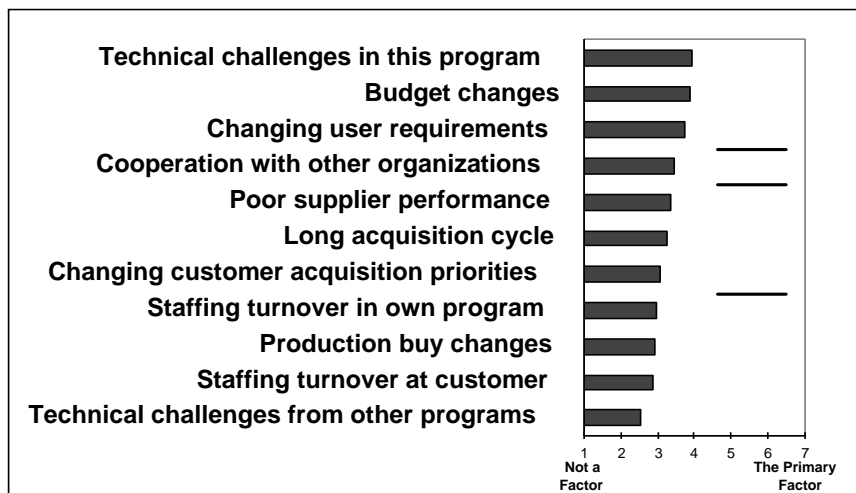 Technical challenges in this program
Budget changes
Changing user requirements
Cooperation with other organizations
Poor supplier performance
Long acquisition cycle
Changing customer acquisition priorities
Staffing turnover in own program
Production buy changes
Staffing turnover at customer
Technical challenges from other programs
1 2 3 4 5 6 7
Not a Factor
The Primary Factor